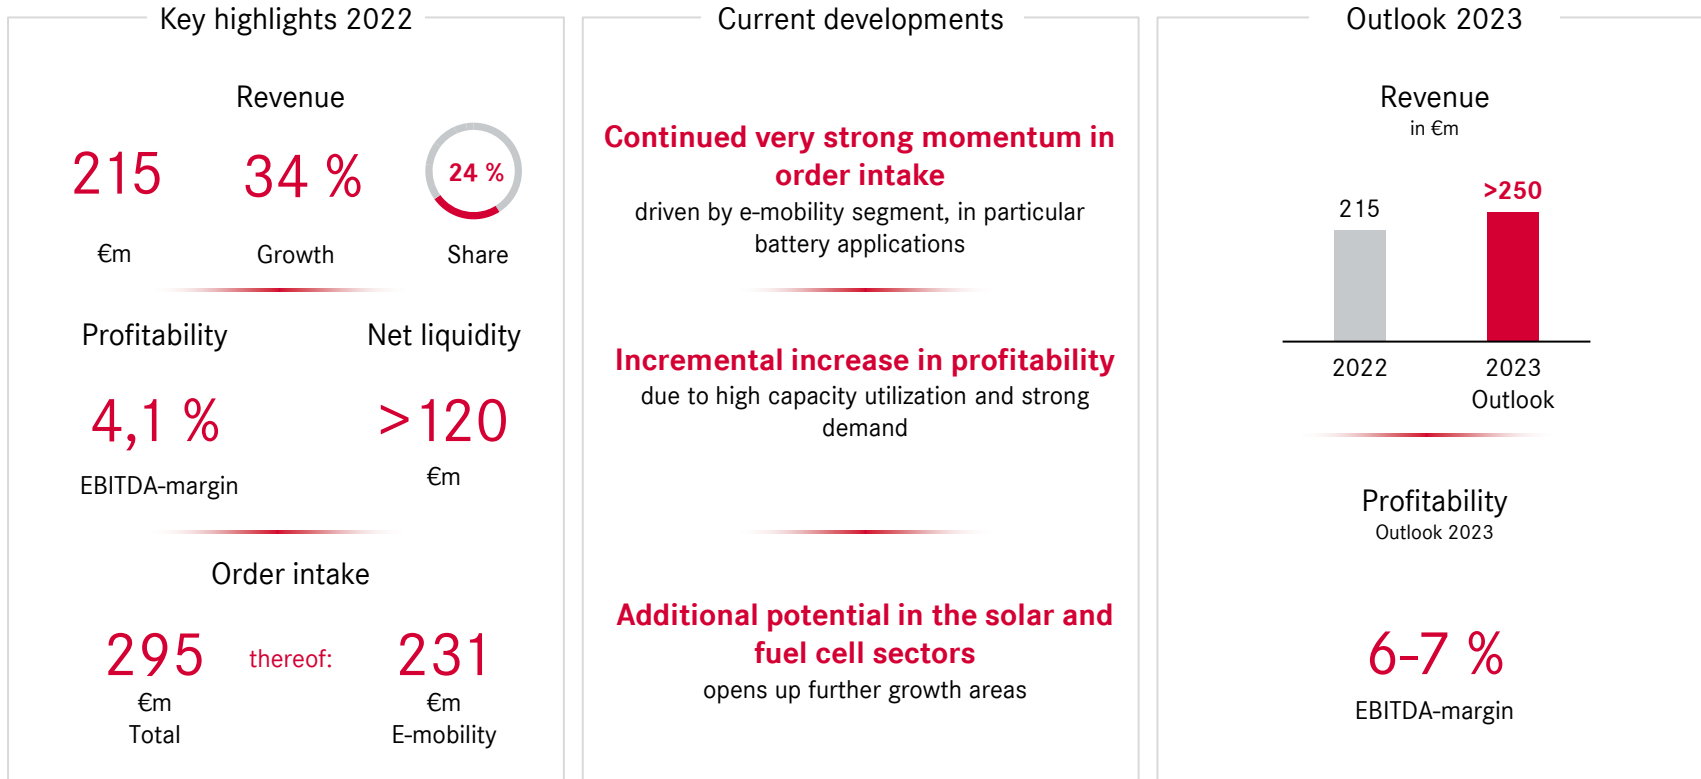 Key highlights 2022
Revenue
215
34 %
24 %
€m
Growth
Share
Profitability
Net liquidity
4,1 %
>120
EBITDA-margin
€m
Order intake
295
thereof:
231
€m
€m
Total
E-mobility
Current developments
Continued very strong momentum in
order intake
driven by e-mobility segment, in particular
battery applications
Incremental increase in profitability
due to high capacity utilization and strong
demand
Additional potential in the solar and
fuel cell sectors
opens up further growth areas
Outlook 2023
Revenue
in €m
215
>250
2022
2023
Outlook
Profitability
Outlook 2023
6-7 %
EBITDA-margin